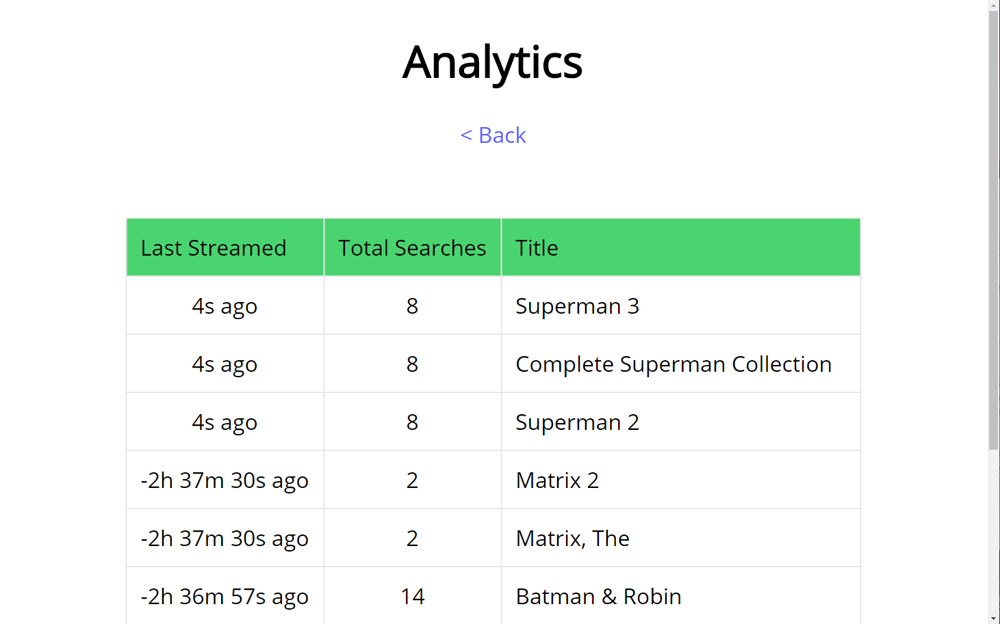 Analytics
< Back
Last Streamed Total Searches Title
4s ago 8 Superman 3
4s ago 8 Complete Superman Collection
4s ago 8 Superman 2
-2h 37m 30s ago 2 Matrix 2
-2h 37m 30s ago 2 Matrix, The
-2h 36m 57s ago 14 Batman & Robin